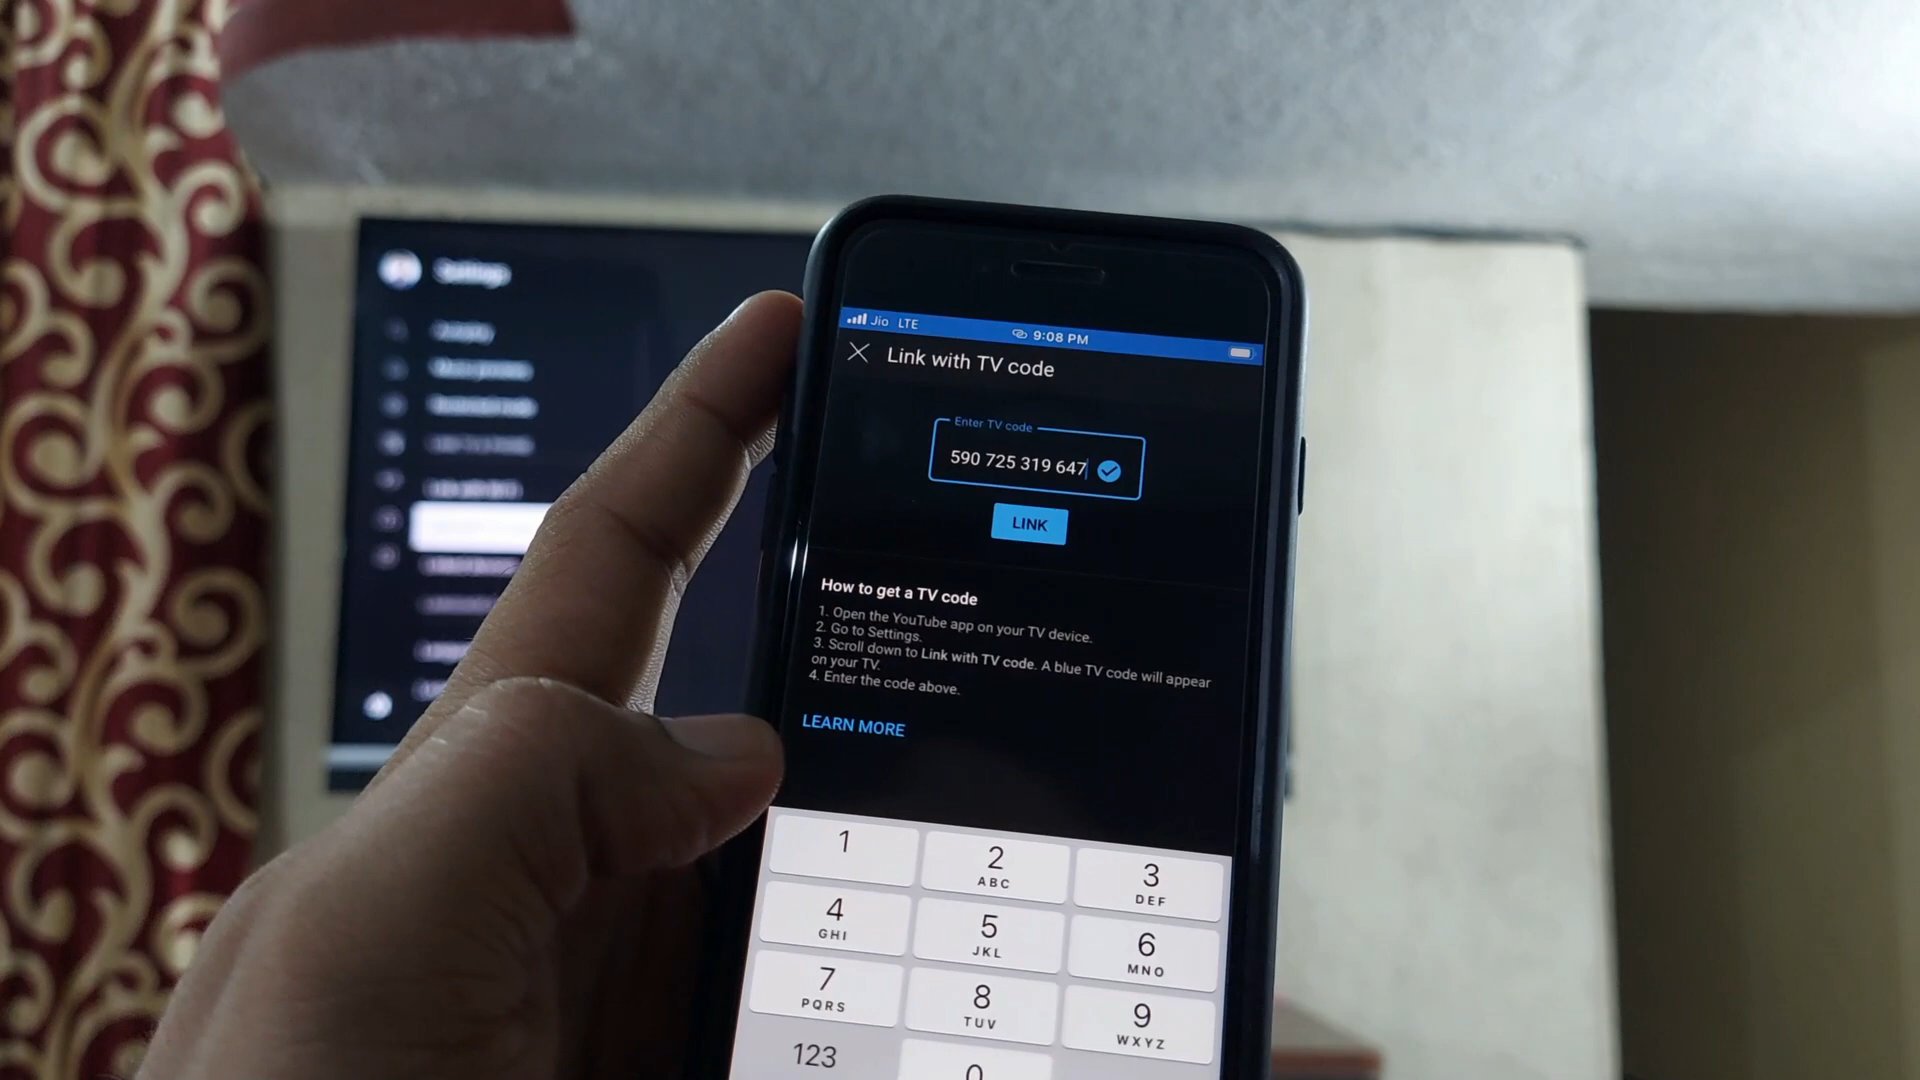 Settings
Jio LTE
9:08 PM
Link with TV code
Enter TV code
590 725 319 647
LINK
How to get a TV code
1. Open the YouTube app on your TV device.
2. Go to Settings.
3. Scroll down to Link with TV code. A blue TV code will appear
on your TV.
4. Enter the code above.
LEARN MORE
1
2
ABC
3
DEF
4
GHI
5
JKL
6
MNO
7
PQRS
8
TUV
9
WXYZ
123
0